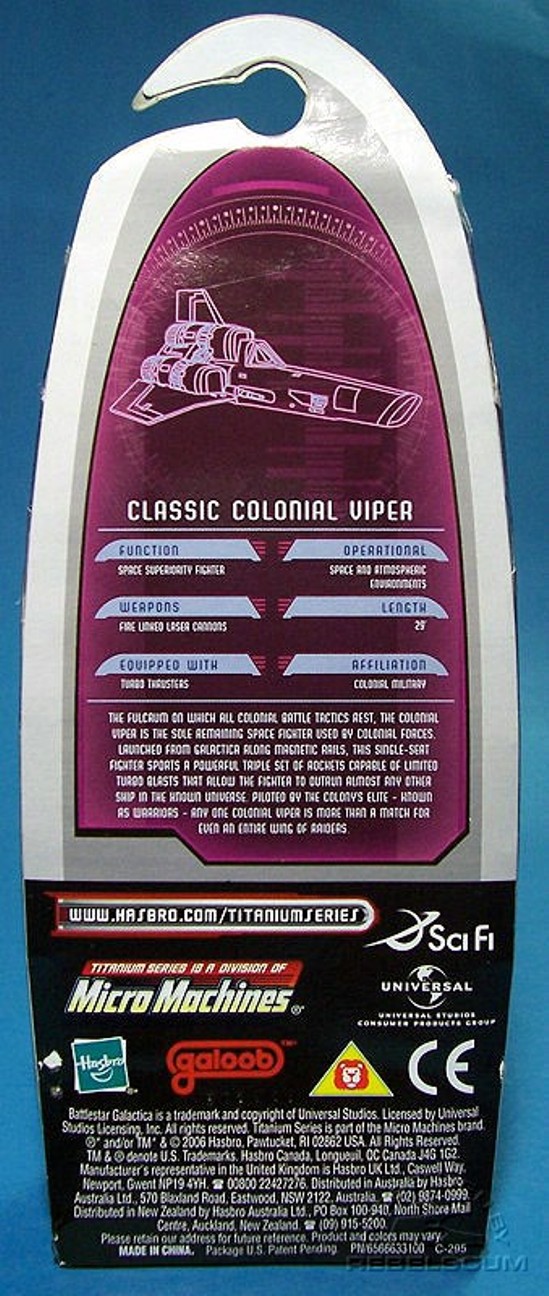 CLASSIC COLONIAL VIPER
FUNCTION
SPACE SUPERIORITY FIGHTER
OPERATIONAL
SPACE AND ATMOSPHERIC
ENVIRONMENTS
WEAPONS
FIRE LINKED LASER CANNONS
LENGTH
29'
EQUIPPED WITH
TURBO THRUSTERS
AFFILIATION
COLONIAL MILITARY
THE FULCRUM ON WHICH ALL COLONIAL BATTLE TACTICS REST, THE COLONIAL
VIPER IS THE SOLE REMAINING SPACE FIGHTER USED BY COLONIAL FORCES.
LAUNCHED FROM GALACTICA ALONG MAGNETIC RAILS, THIS SINGLE-SEAT
FIGHTER SPORTS A POWERFUL TRIPLE SET OF ROCKETS CAPABLE OF LIMITED
TURBO BLASTS THAT ALLOW THE FIGHTER TO OUTRUN ALMOST ANY OTHER
SHIP IN THE KNOWN UNIVERSE. PILOTED BY THE COLONY'S ELITE - KNOWN
AS WARRIORS - ANY ONE COLONIAL VIPER IS MORE THAN A MATCH FOR
EVEN AN ENTIRE WING OF RAIDERS.
WWW.HASBRO.COM/TITANIUMSERIES
SCI FI
TITANIUM SERIES IS A DIVISION OF
Micro Machines®
UNIVERSAL
UNIVERSAL STUDIOS
CONSUMER PRODUCTS GROUP
Hasbro®
galoob™
CE
Battlestar Galactica is a trademark and copyright of Universal Studios. Licensed by Universal
Studios Licensing, Inc. All rights reserved. Titanium Series is part of the Micro Machines brand.
®* and/or TM* & © 2006 Hasbro, Pawtucket, RI 02862 USA. All Rights Reserved.
TM & ® denote U.S. Trademarks. Hasbro Canada, Longueuil, QC Canada J4G 1G2.
Manufacturer's representative in the United Kingdom is Hasbro UK Ltd., Caswell Way,
Newport, Gwent NP19 4YH. ☎ 00800 22427276. Distributed in Australia by Hasbro
Australia Ltd., 570 Blaxland Road, Eastwood, NSW 2122, Australia. ☎ (02) 9874-0999.
Distributed in New Zealand by Hasbro Australia Ltd., PO Box 100-940, North Shore Mail
Centre, Auckland, New Zealand. ☎ (09) 915-5200.
Please retain our address for future reference. Product and colors may vary.
MADE IN CHINA. Package U.S. Patent Pending. PN/6566633100 C-295
BY
REBELSCUM